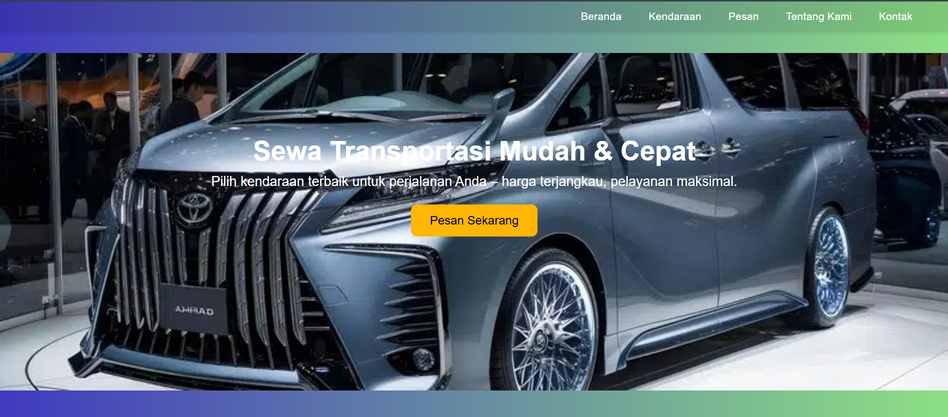 Beranda Kendaraan Pesan Tentang Kami Kontak
Sewa Transportasi Mudah & Cepat
Pilih kendaraan terbaik untuk perjalanan Anda – harga terjangkau, pelayanan maksimal.
Pesan Sekarang